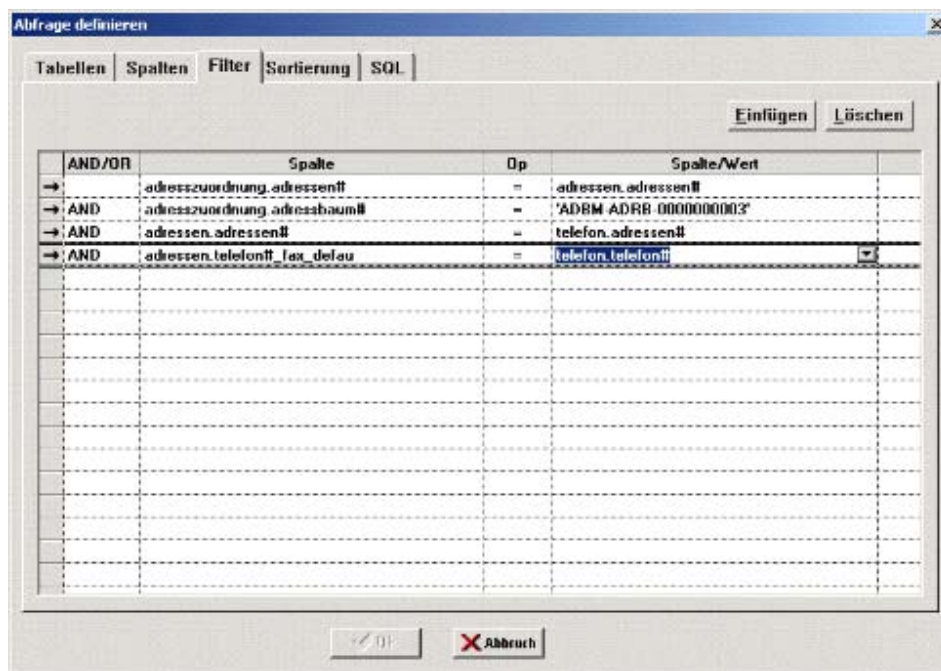 Abfrage definieren
Tabellen Spalten Filter Sortierung SQL
Einfügen Löschen
AND/OR Spalte Op Spalte/Wert
adresszuordnung.adressen# = adressen.adressen#
AND adresszuordnung.adressbaum# = 'ADBM-ADRB-0000000003'
AND adressen.adressen# = telefon.adressen#
AND adressen.telefon#_fax_defau = telefon.telefon#
OK Abbruch